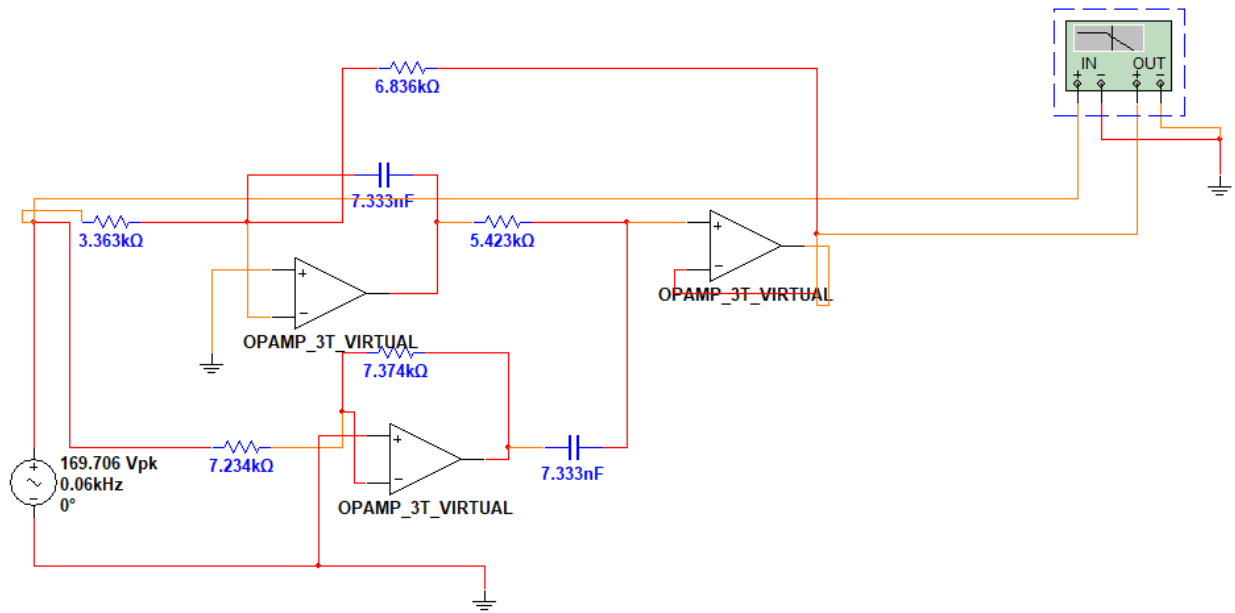 IN OUT
+ − + −
6.836kΩ
7.333nF
3.363kΩ
5.423kΩ
+
−
OPAMP_3T_VIRTUAL
+
−
OPAMP_3T_VIRTUAL
7.374kΩ
7.234kΩ
+
−
OPAMP_3T_VIRTUAL
7.333nF
+
−
169.706 Vpk
0.06kHz
0°